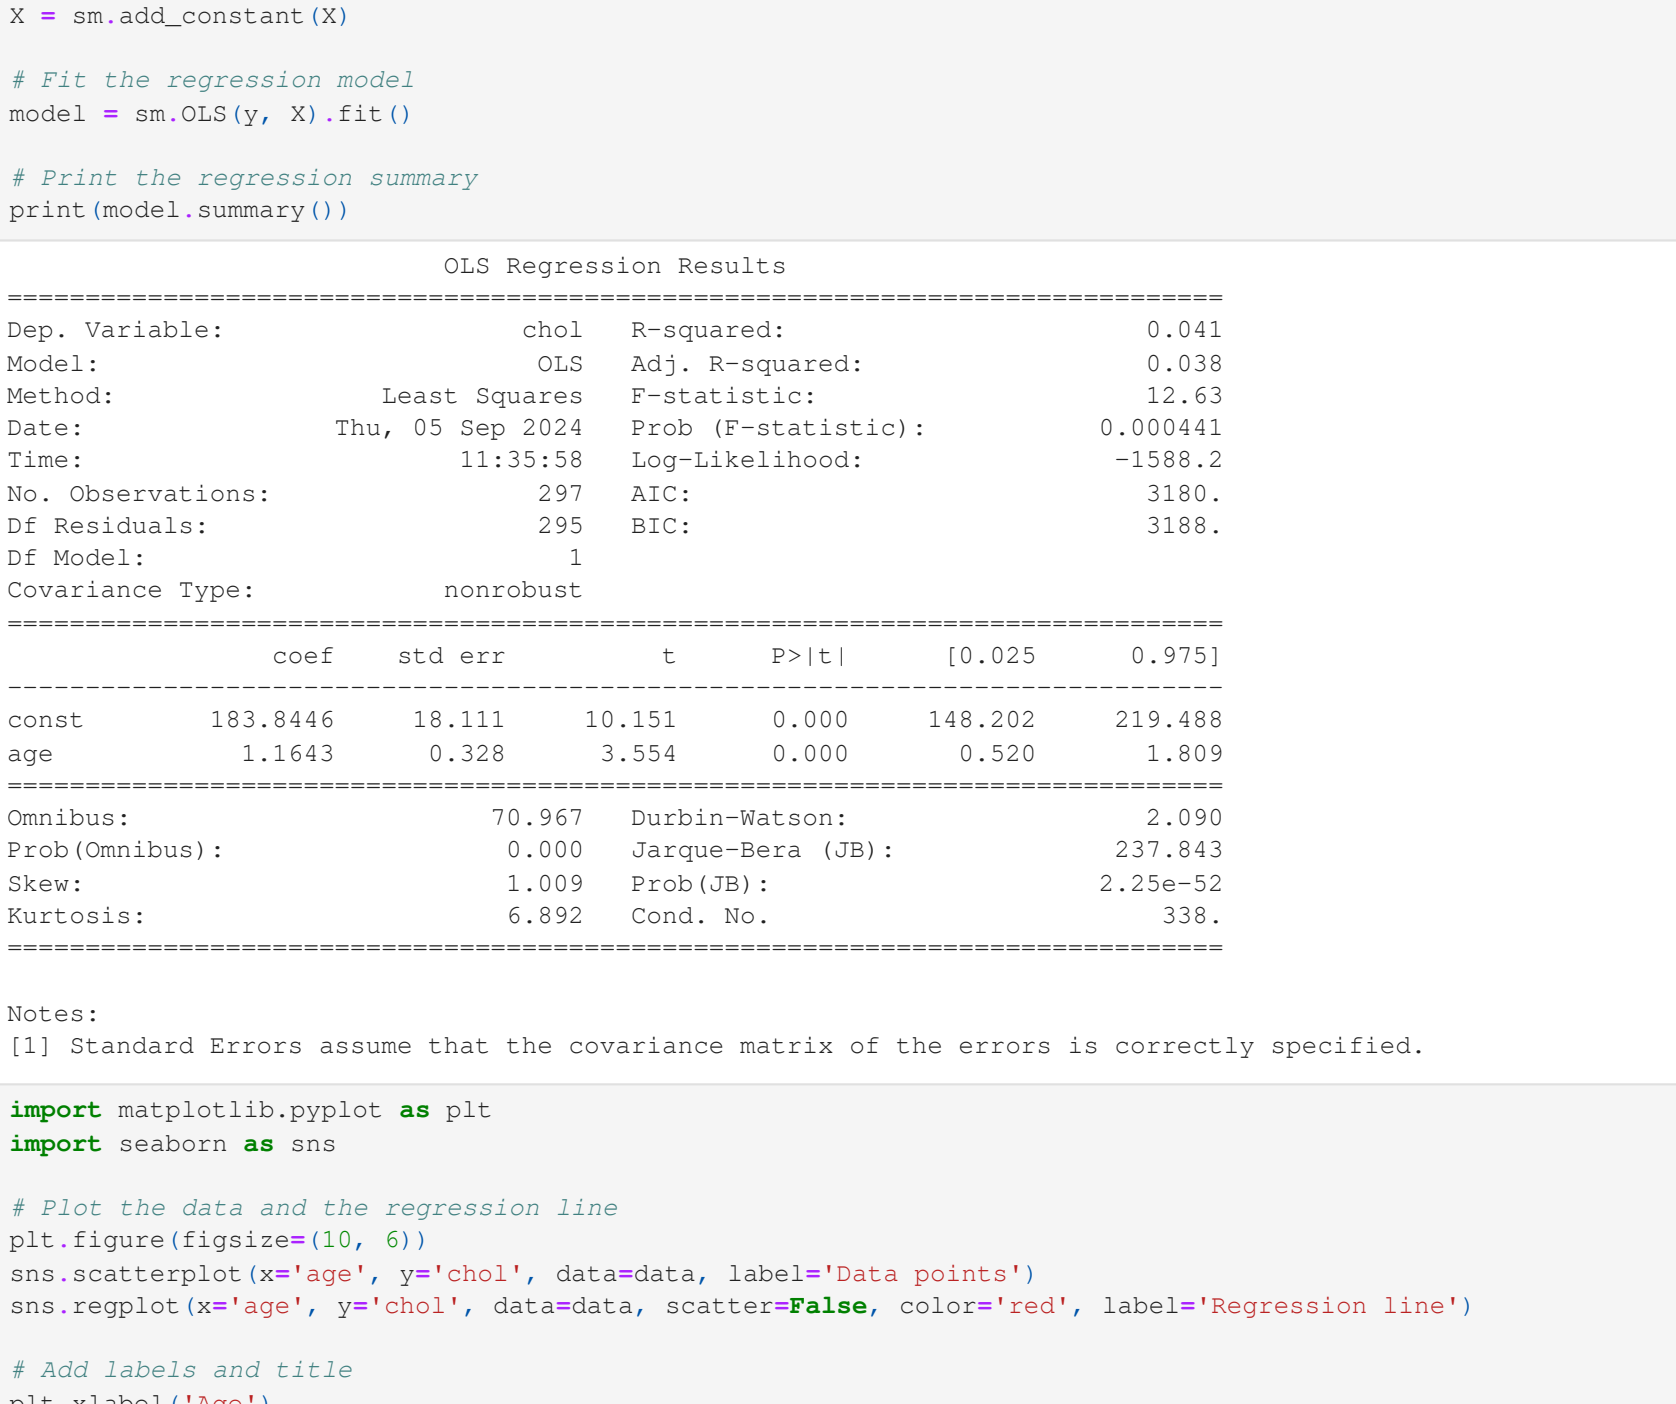 X = sm.add_constant(X)
# Fit the regression model
model = sm.OLS(y, X).fit()
# Print the regression summary
print(model.summary())
OLS Regression Results
==============================================================================
Dep. Variable: chol R-squared: 0.041
Model: OLS Adj. R-squared: 0.038
Method: Least Squares F-statistic: 12.63
Date: Thu, 05 Sep 2024 Prob (F-statistic): 0.000441
Time: 11:35:58 Log-Likelihood: -1588.2
No. Observations: 297 AIC: 3180.
Df Residuals: 295 BIC: 3188.
Df Model: 1
Covariance Type: nonrobust
==============================================================================
coef std err t P>|t| [0.025 0.975]
------------------------------------------------------------------------------
const 183.8446 18.111 10.151 0.000 148.202 219.488
age 1.1643 0.328 3.554 0.000 0.520 1.809
==============================================================================
Omnibus: 70.967 Durbin-Watson: 2.090
Prob(Omnibus): 0.000 Jarque-Bera (JB): 237.843
Skew: 1.009 Prob(JB): 2.25e-52
Kurtosis: 6.892 Cond. No. 338.
==============================================================================
Notes:
[1] Standard Errors assume that the covariance matrix of the errors is correctly specified.
import matplotlib.pyplot as plt
import seaborn as sns
# Plot the data and the regression line
plt.figure(figsize=(10, 6))
sns.scatterplot(x='age', y='chol', data=data, label='Data points')
sns.regplot(x='age', y='chol', data=data, scatter=False, color='red', label='Regression line')
# Add labels and title
plt.xlabel('Age')